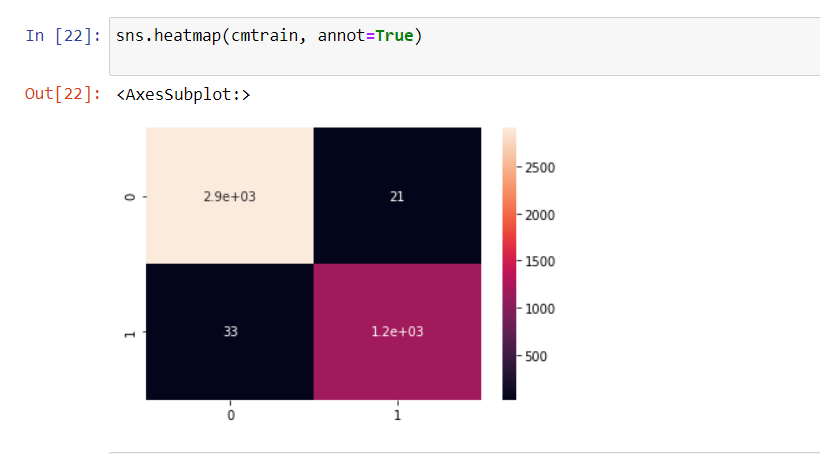 In [22]: sns.heatmap(cmtrain, annot=True)
Out[22]: <AxesSubplot:>
2500
0 2.9e+03 21
2000
1500
1000
1 33 1.2e+03
500
0 1